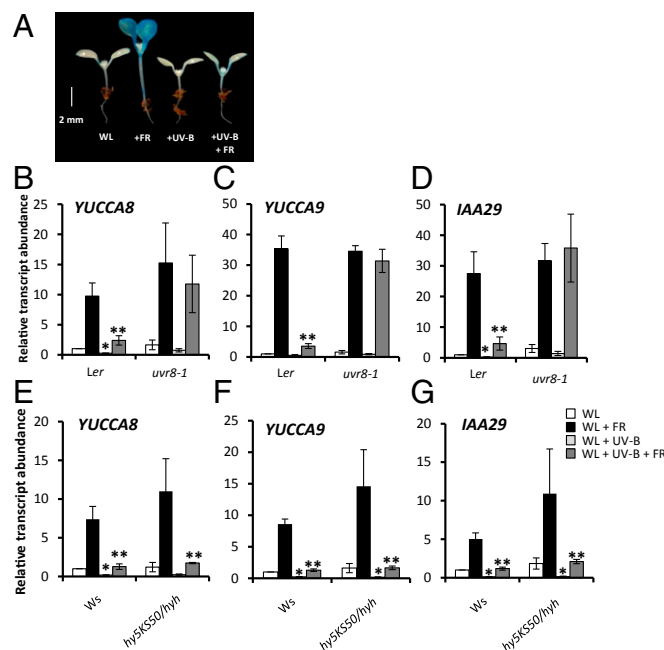 A
2 mm
WL +FR +UV-B +UV-B
+ FR
B YUCCA8
C YUCCA9
D IAA29
Relative transcript abundance
25
20
15
10
5
0
50
40
30
20
10
0
50
40
30
20
10
0
* **
**
* **
Ler uvr8-1
Ler uvr8-1
Ler uvr8-1
E YUCCA8
F YUCCA9
G IAA29
WL
WL + FR
WL + UV-B
WL + UV-B + FR
Relative transcript abundance
20
15
10
5
0
25
20
15
10
5
0
20
15
10
5
0
* ** **
* ** * **
* ** * **
Ws hy5KS50/hyh
Ws hy5KS50/hyh
Ws hy5KS50/hyh